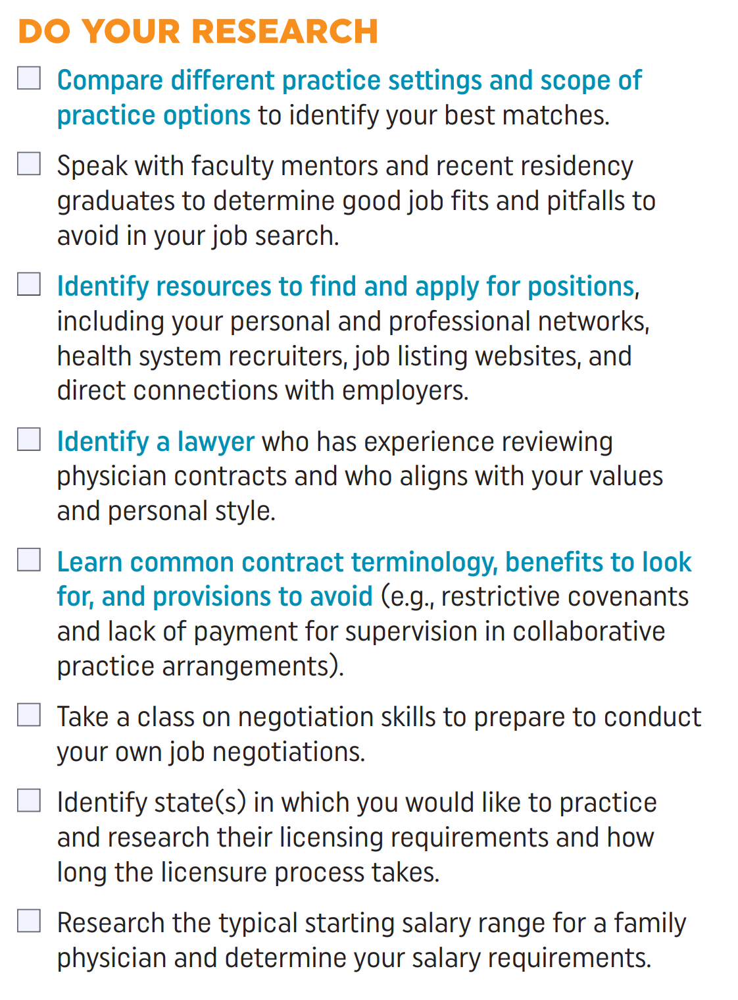 DO YOUR RESEARCH
Compare different practice settings and scope of
practice options to identify your best matches.
Speak with faculty mentors and recent residency
graduates to determine good job fits and pitfalls to
avoid in your job search.
Identify resources to find and apply for positions,
including your personal and professional networks,
health system recruiters, job listing websites, and
direct connections with employers.
Identify a lawyer who has experience reviewing
physician contracts and who aligns with your values
and personal style.
Learn common contract terminology, benefits to look
for, and provisions to avoid (e.g., restrictive covenants
and lack of payment for supervision in collaborative
practice arrangements).
Take a class on negotiation skills to prepare to conduct
your own job negotiations.
Identify state(s) in which you would like to practice
and research their licensing requirements and how
long the licensure process takes.
Research the typical starting salary range for a family
physician and determine your salary requirements.